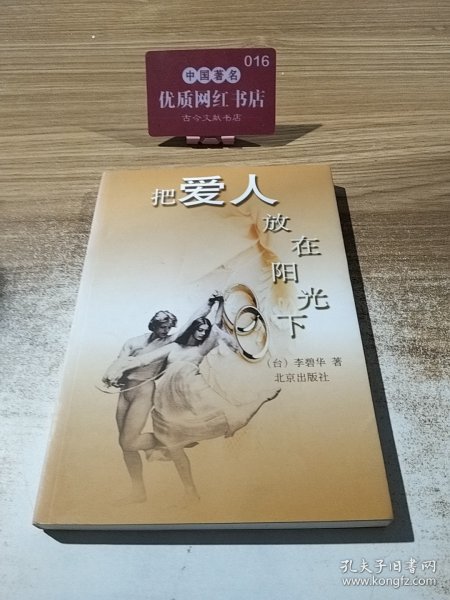 016
中国著名
优质网红书店
古今文献书店
把爱人
放在阳光下
（台）李碧华 著
北京出版社
孔夫子旧书网
www.kongfz.com